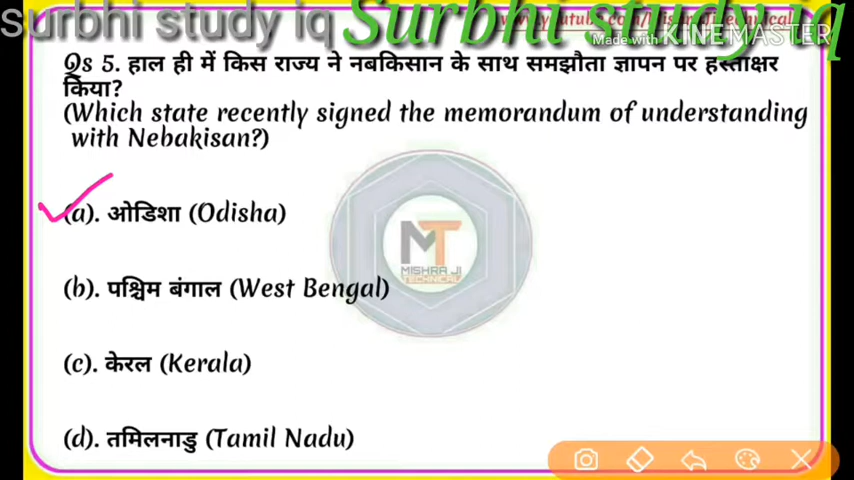 Surbhi study iq Surbhi study iq
Made with KINEMASTER
Qs 5. हाल ही में किस राज्य ने नबकिसान के साथ समझौता ज्ञापन पर हस्ताक्षर
किया?
(Which state recently signed the memorandum of understanding
with Nebakisan?)
(a). ओडिशा (Odisha)
MT
MISHRA JI
TECHNICAL
(b). पश्चिम बंगाल (West Bengal)
(c). केरल (Kerala)
(d). तमिलनाडु (Tamil Nadu)